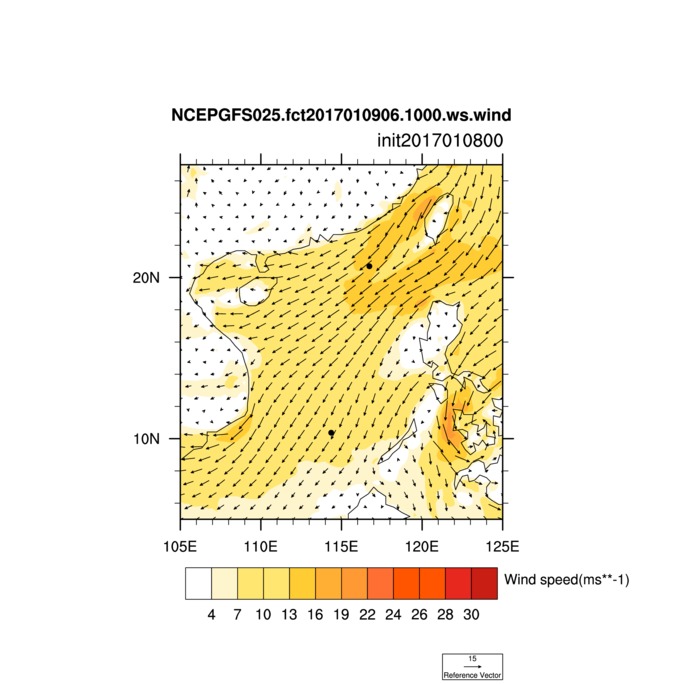 NCEPGFS025.fct2017010906.1000.ws.wind
init2017010800
20N
10N
105E 110E 115E 120E 125E
Wind speed(ms**-1)
4 7 10 13 16 19 22 24 26 28 30
15
Reference Vector